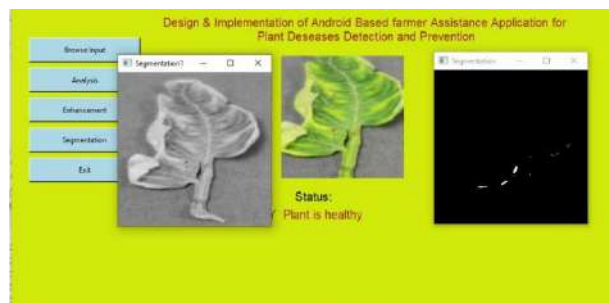 Design & Implementation of Android Based farmer Assistance Application for
Plant Deseases Detection and Prevention
Browse Input
Analysis
Enhancement
Segmentation
Exit
Segmentation1
Segmentation
Status:
Plant is healthy